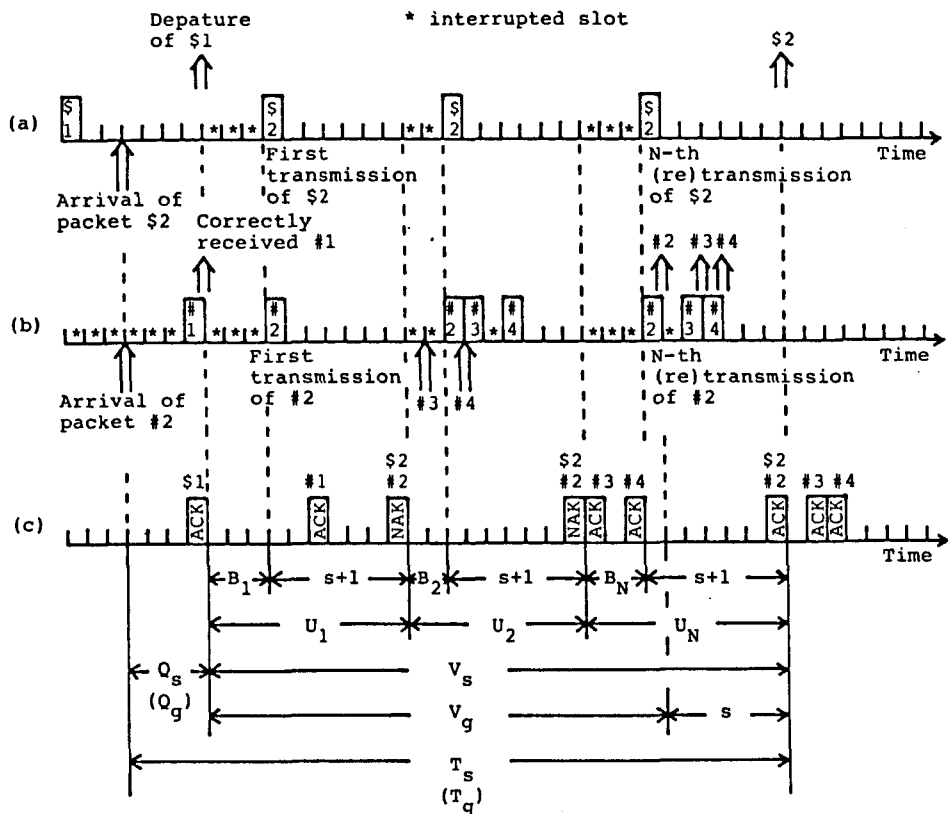 Depature
of $1
* interrupted slot
$2
(a)
$
1
* * *
$
2
* *
$
2
* * *
$
2
First
transmission
of $2
N-th
(re)transmission
of $2
Time
Arrival of
packet $2
Correctly
received #1
#2 #3 #4
(b)
* * * * * *
#
1
* * *
#
2
* *
#
2
#
3
*
#
4
* * *
#
2
*
#
3
#
4
First
transmission
of #2
#3 #4
N-th
(re)transmission
of #2
Time
Arrival of
packet #2
$1 #1 $2
#2 $2
#2 #3 #4 $2
#2 #3 #4
(c)
ACK ACK NAK NAK ACK ACK ACK ACK ACK
Time
B1 s+1 B2 s+1 BN s+1
U1 U2 UN
Qs Vs
(Qg)
Vg s
Ts
(Tg)